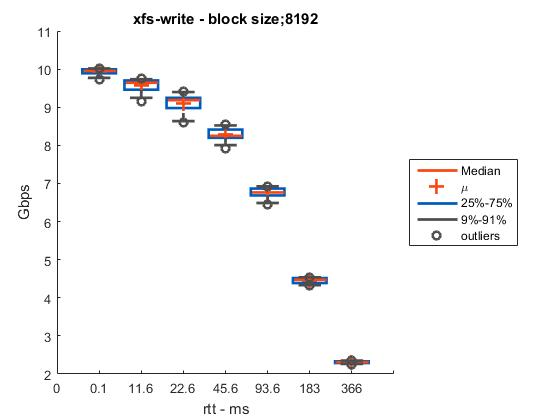 xfs-write - block size;8192
11
10
9
8
7
6
5
4
3
2
Gbps
0 0.1 11.6 22.6 45.6 93.6 183 366
rtt - ms
Median
μ
25%-75%
9%-91%
outliers